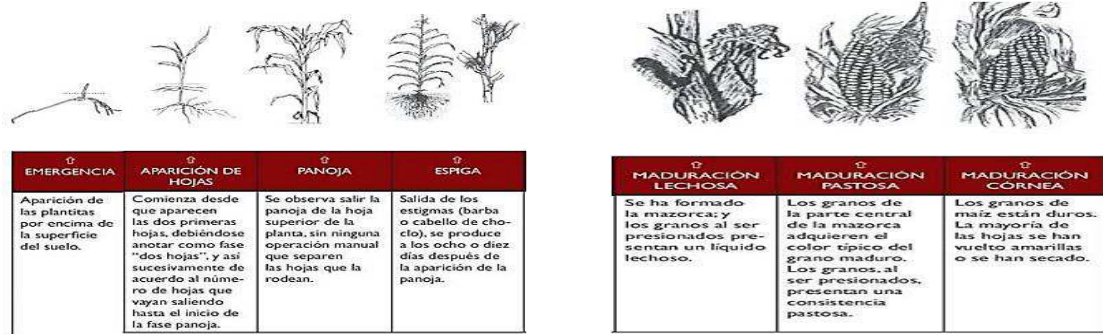 EMERGENCIA
Aparición de
las plantitas
por encima de
la superficie
del suelo.
APARICIÓN DE
HOJAS
Comienza desde
que aparecen
las dos primeras
hojas, debiéndose
anotar como fase
"dos hojas", y así
sucesivamente de
acuerdo al núme-
ro de hojas que
vayan saliendo
hasta el inicio de
la fase panoja.
PANOJA
Se observa salir la
panoja de la hoja
superior de la
planta, sin ninguna
operación manual
que separen
las hojas que la
rodean.
ESPIGA
Salida de los
estigmas (barba
o cabello de cho-
clo), se produce
a los ocho o diez
días después de
la aparición de la
panoja.
MADURACIÓN
LECHOSA
Se ha formado
la mazorca; y
los granos al ser
presionados pre-
sentan un líquido
lechoso.
MADURACIÓN
PASTOSA
Los granos de
la parte central
de la mazorca
adquieren el
color típico del
grano maduro.
Los granos, al
ser presionados,
presentan una
consistencia
pastosa.
MADURACIÓN
CÓRNEA
Los granos de
maíz están duros.
La mayoría de
las hojas se han
vuelto amarillas
o se han secado.